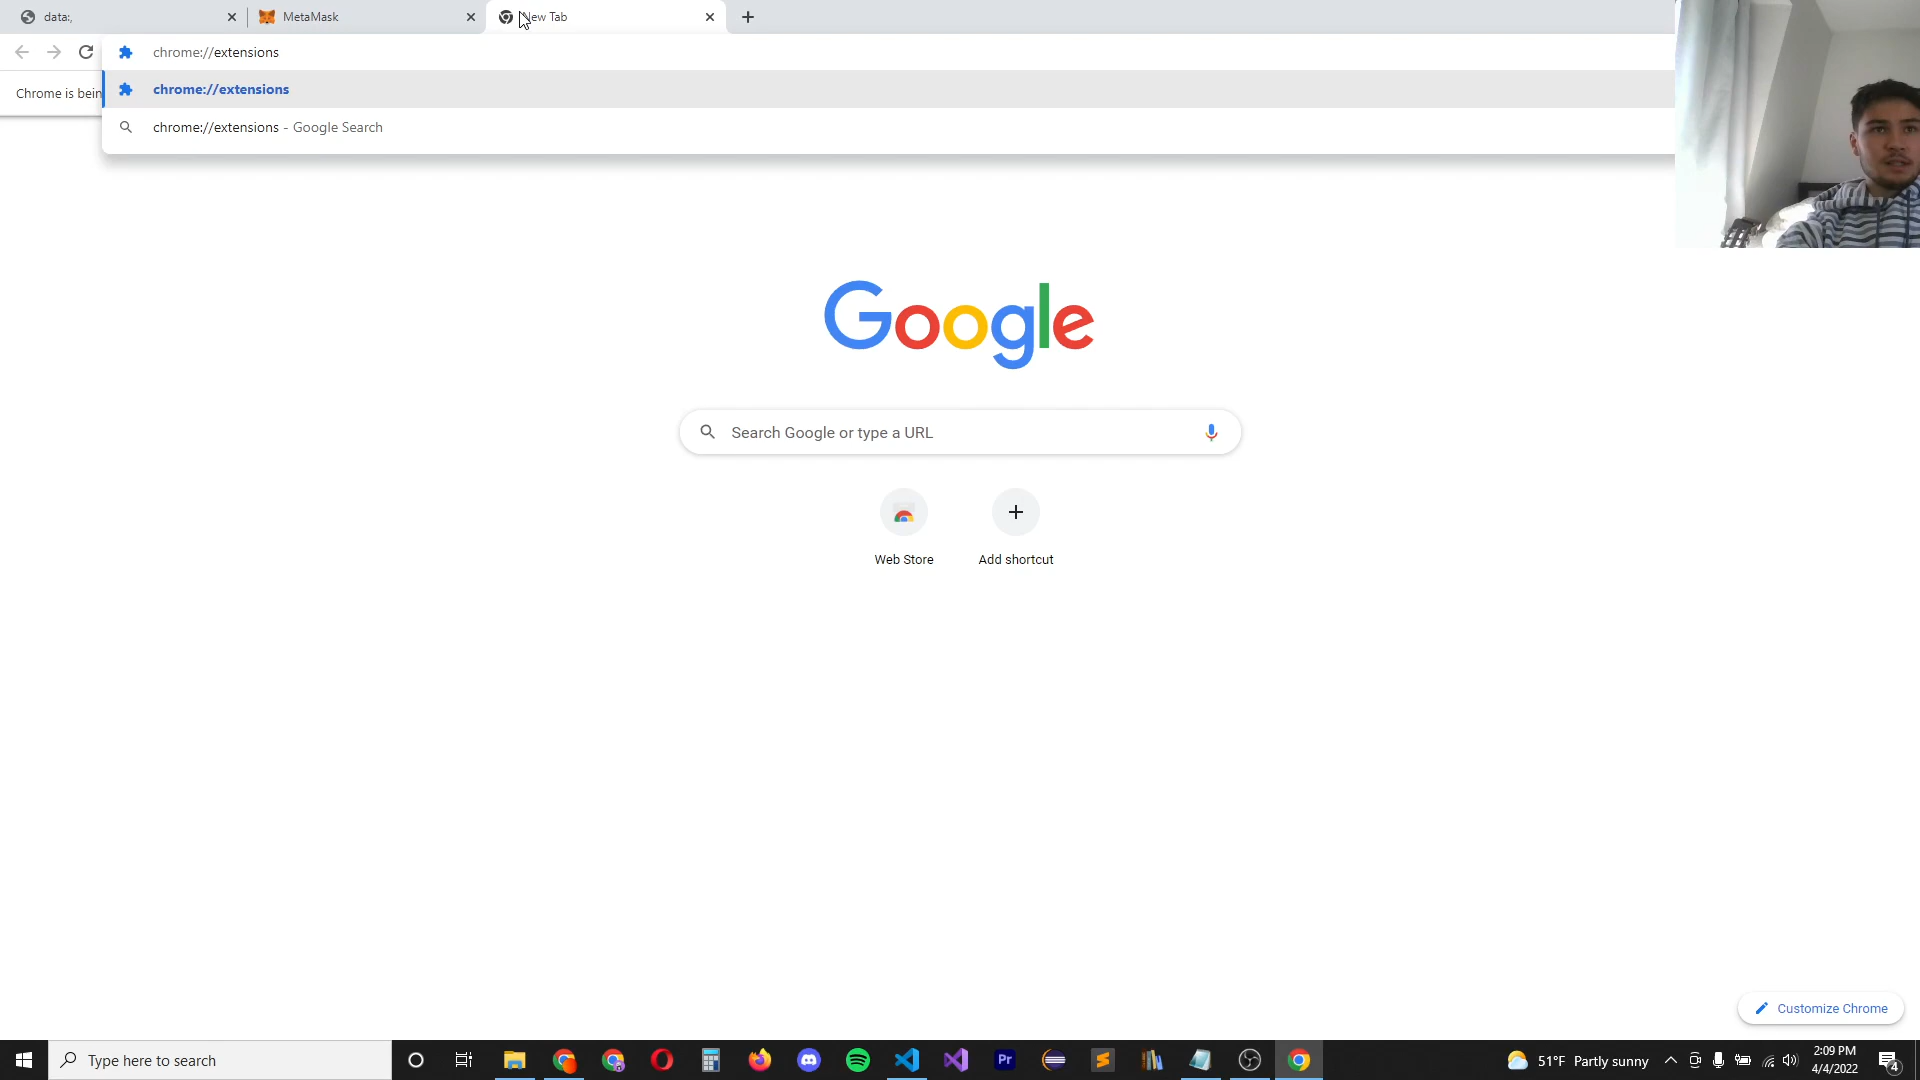 data:,
MetaMask
New Tab
chrome://extensions
Chrome is bein
chrome://extensions
chrome://extensions - Google Search
Google
Search Google or type a URL
Web Store
Add shortcut
Customize Chrome
Type here to search
Pr
51°F Partly sunny
2:09 PM
4/4/2022
4